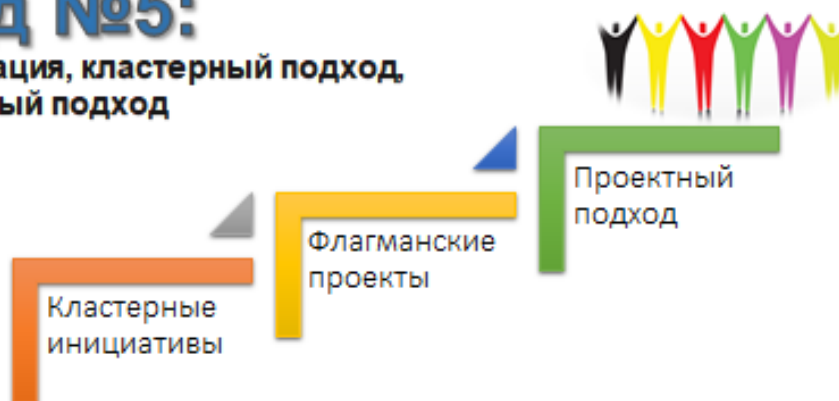 д №5:
ация, кластерный подход,
ый подход
Проектный
подход
Флагманские
проекты
Кластерные
инициативы